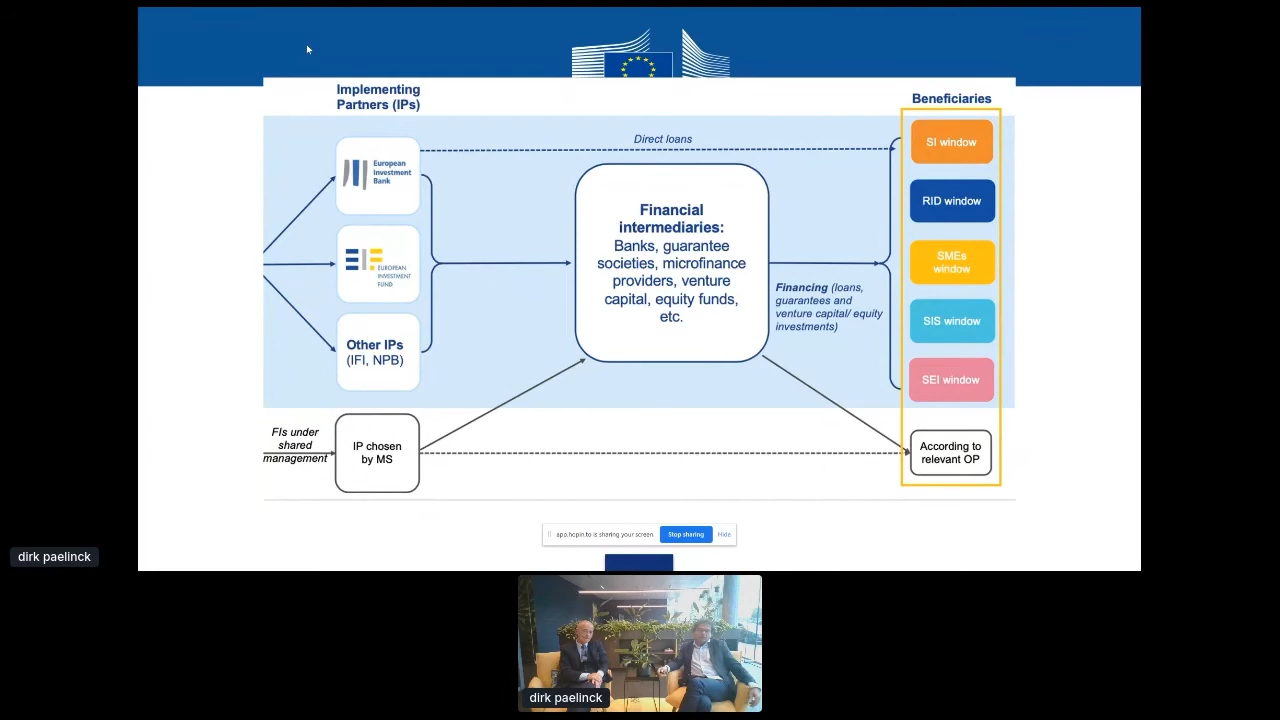 Implementing
Partners (IPs)
Beneficiaries
Direct loans
SI window
European
Investment
Bank
RID window
Financial
intermediaries:
Banks, guarantee
societies, microfinance
providers, venture
capital, equity funds,
etc.
EIF
EUROPEAN
INVESTMENT
FUND
SMEs
window
Financing (loans,
guarantees and
venture capital/ equity
investments)
SIS window
Other IPs
(IFI, NPB)
SEI window
FIs under
shared
management
IP chosen
by MS
According to
relevant OP
app.hopin.to is sharing your screen.
Stop sharing
Hide
dirk paelinck
dirk paelinck